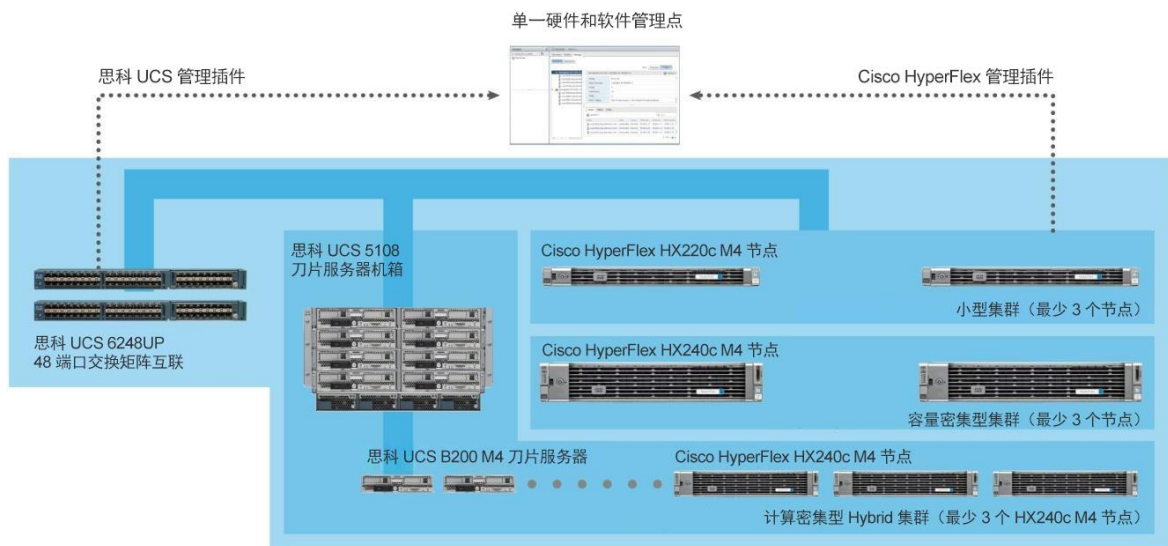 单一硬件和软件管理点
思科 UCS 管理插件
Cisco HyperFlex 管理插件
思科 UCS 5108
刀片服务器机箱
Cisco HyperFlex HX220c M4 节点
小型集群（最少 3 个节点）
思科 UCS 6248UP
48 端口交换矩阵互联
Cisco HyperFlex HX240c M4 节点
容量密集型集群（最少 3 个节点）
思科 UCS B200 M4 刀片服务器
Cisco HyperFlex HX240c M4 节点
计算密集型 Hybrid 集群（最少 3 个 HX240c M4 节点）